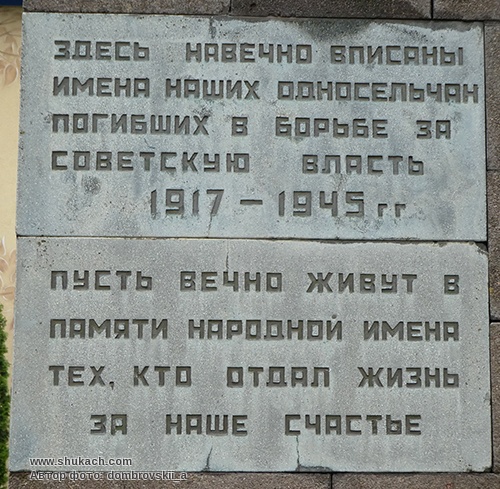 ЗДЕСЬ НАВЕЧНО ВПИСАНЫ
ИМЕНА НАШИХ ОДНОСЕЛЬЧАН
ПОГИБШИХ В БОРЬБЕ ЗА
СОВЕТСКУЮ ВЛАСТЬ
1917 – 1945 гг
ПУСТЬ ВЕЧНО ЖИВУТ В
ПАМЯТИ НАРОДНОЙ ИМЕНА
ТЕХ, КТО ОТДАЛ ЖИЗНЬ
ЗА НАШЕ СЧАСТЬЕ
www.shukach.com
Автор фото: dombrovskii_a